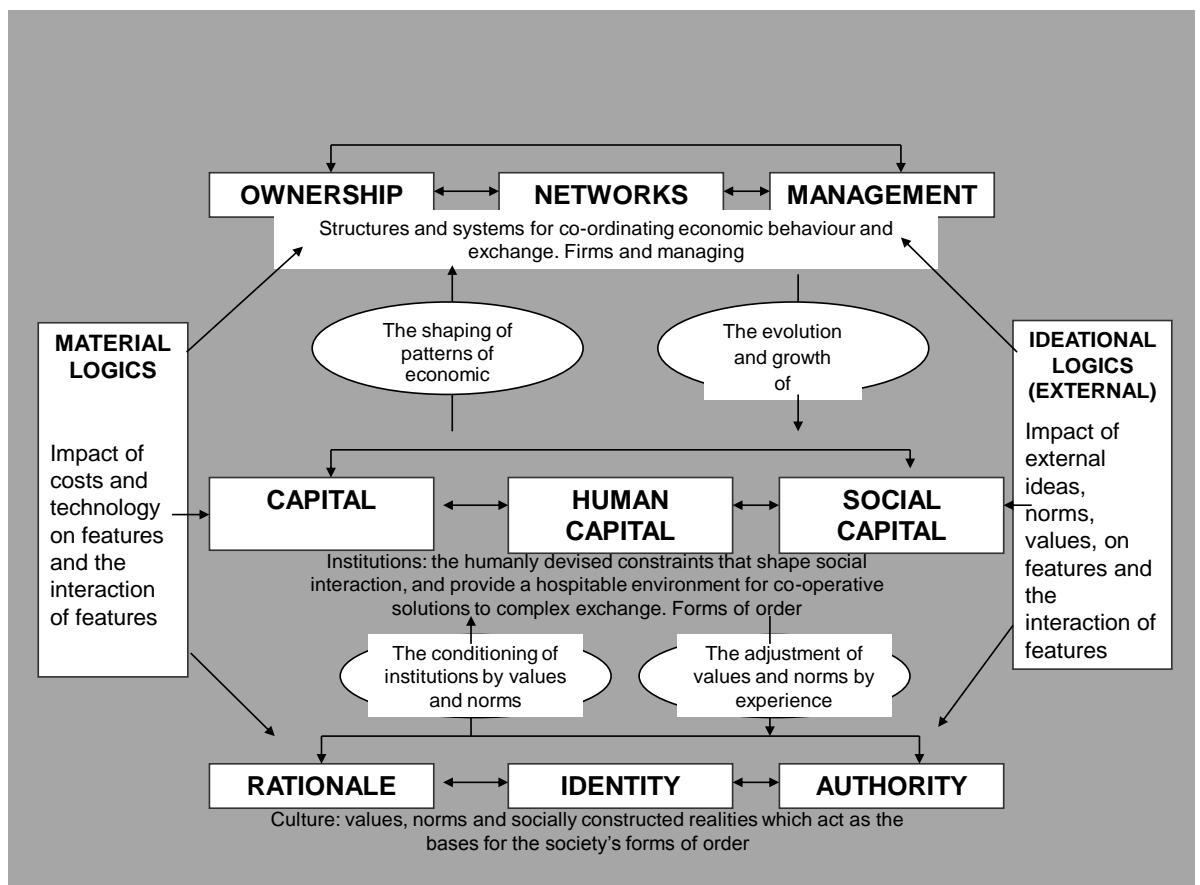 OWNERSHIP
NETWORKS
MANAGEMENT
Structures and systems for co-ordinating economic behaviour and
exchange. Firms and managing
The shaping of
patterns of
economic
The evolution
and growth
of
MATERIAL
LOGICS
Impact of
costs and
technology
on features
and the
interaction
of features
IDEATIONAL
LOGICS
(EXTERNAL)
Impact of
external
ideas,
norms,
values, on
features and
the
interaction of
features
CAPITAL
HUMAN
CAPITAL
SOCIAL
CAPITAL
Institutions: the humanly devised constraints that shape social
interaction, and provide a hospitable environment for co-operative
solutions to complex exchange. Forms of order
The conditioning of
institutions by values
and norms
The adjustment of
values and norms by
experience
RATIONALE
IDENTITY
AUTHORITY
Culture: values, norms and socially constructed realities which act as the
bases for the society's forms of order